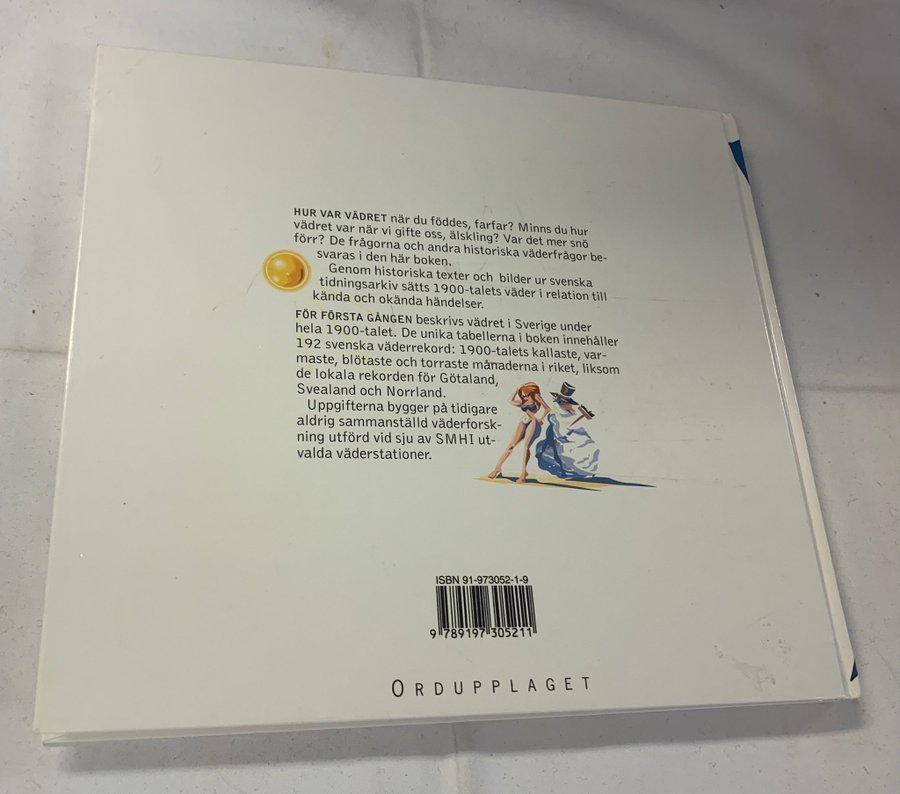 HUR VAR VÄDRET när du föddes, farfar? Minns du hur
vädret var när vi gifte oss, älskling? Var det mer snö
förr? De frågorna och andra historiska väderfrågor be-
svaras i den här boken.
Genom historiska texter och bilder ur svenska
tidningsarkiv sätts 1900-talets väder i relation till
kända och okända händelser.
FÖR FÖRSTA GÅNGEN beskrivs vädret i Sverige under
hela 1900-talet. De unika tabellerna i boken innehåller
192 svenska väderrekord: 1900-talets kallaste, var-
maste, blötaste och torraste månaderna i riket, liksom
de lokala rekorden för Götaland,
Svealand och Norrland.
Uppgifterna bygger på tidigare
aldrig sammanställd väderforsk-
ning utförd vid sju av SMHI ut-
valda väderstationer.
ISBN 91-973052-1-9
9 789197 305211
ORDUPPLAGET